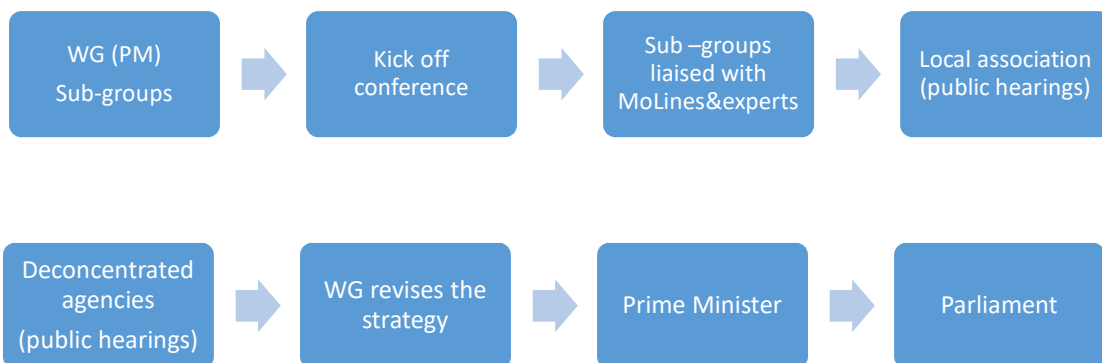 WG (PM)
Sub-groups
Kick off
conference
Sub –groups
liaised with
MoLines&experts
Local association
(public hearings)
Deconcentrated
agencies
(public hearings)
WG revises the
strategy
Prime Minister
Parliament